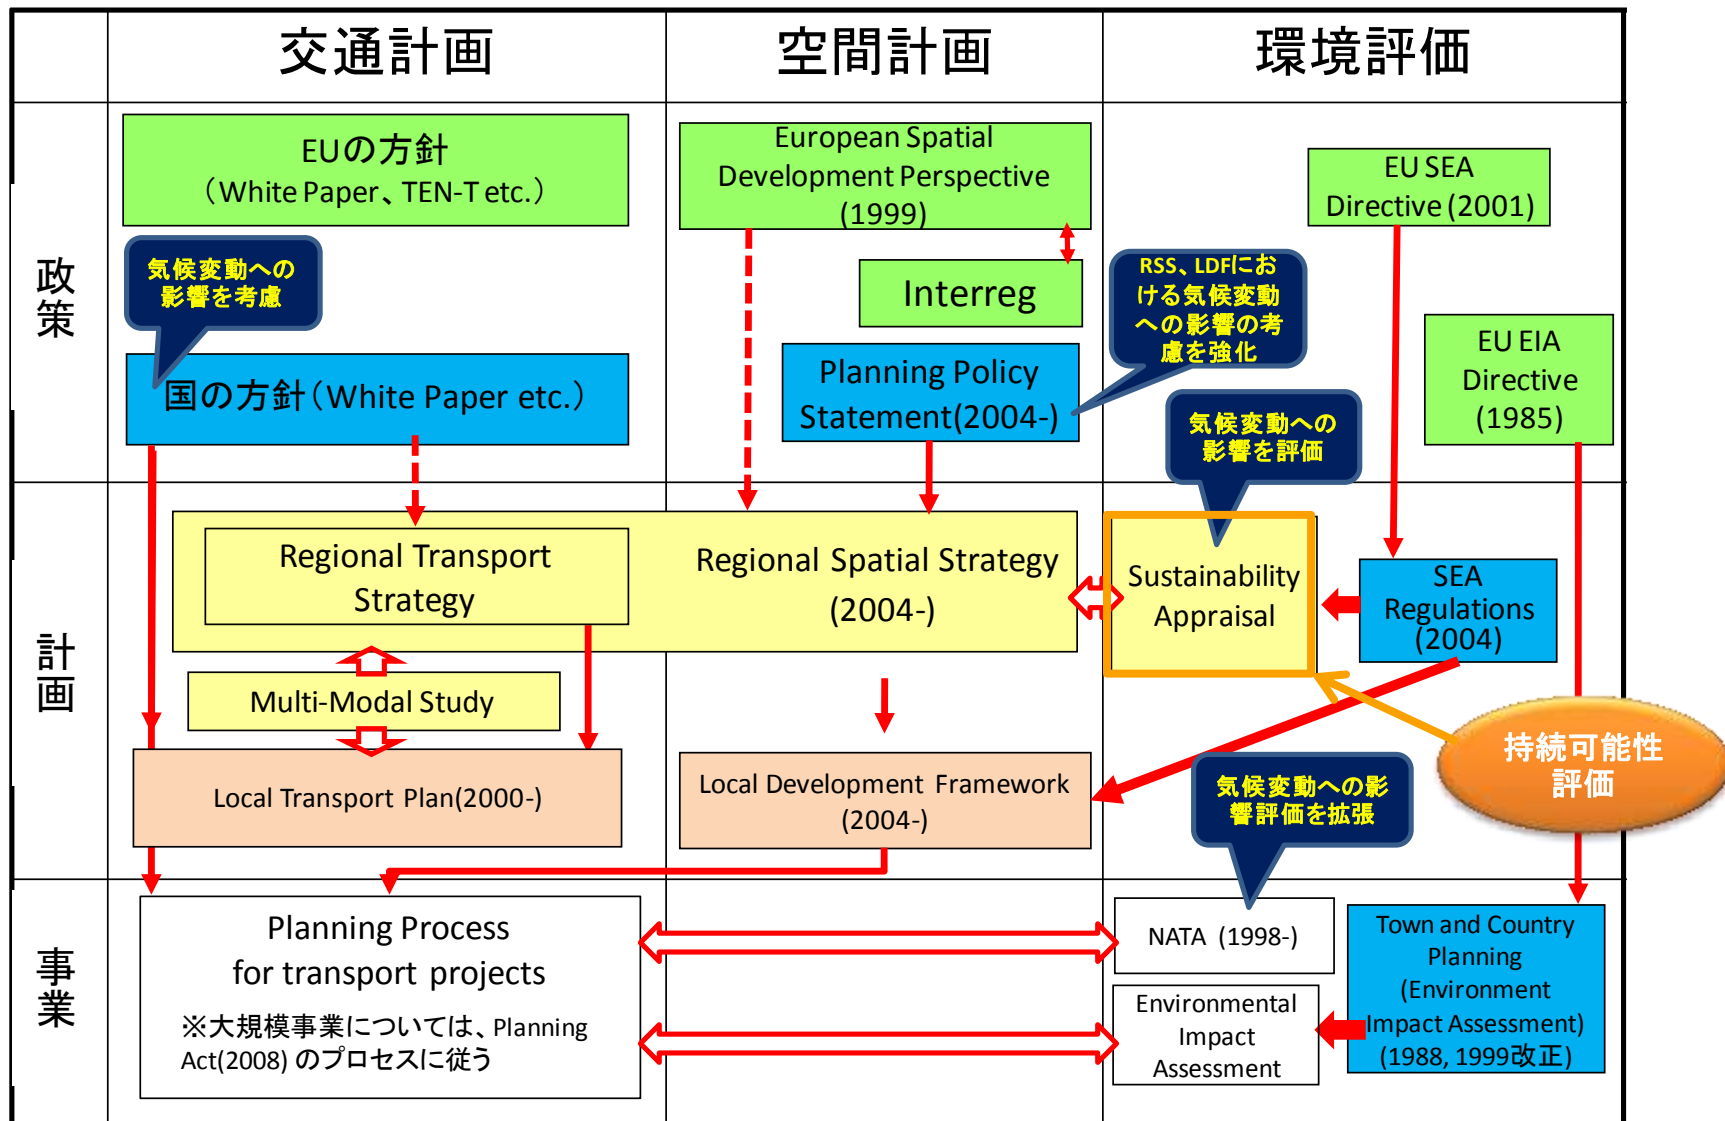 交通計画
空間計画
環境評価
政
策
EUの方針
（White Paper、TEN-T etc.）
European Spatial
Development Perspective
(1999)
EU SEA
Directive (2001)
気候変動への
影響を考慮
Interreg
RSS、LDFにお
ける気候変動
への影響の考
慮を強化
EU EIA
Directive
(1985)
国の方針（White Paper etc.）
Planning Policy
Statement(2004-)
気候変動への
影響を評価
計
画
Regional Transport
Strategy
Regional Spatial Strategy
(2004-)
Sustainability
Appraisal
SEA
Regulations
(2004)
Multi-Modal Study
持続可能性
評価
Local Transport Plan(2000-)
Local Development Framework
(2004-)
気候変動への影
響評価を拡張
事
業
Planning Process
for transport projects
※大規模事業については、Planning
Act(2008) のプロセスに従う
NATA (1998-)
Environmental
Impact
Assessment
Town and Country
Planning
(Environment
Impact Assessment)
(1988, 1999改正)